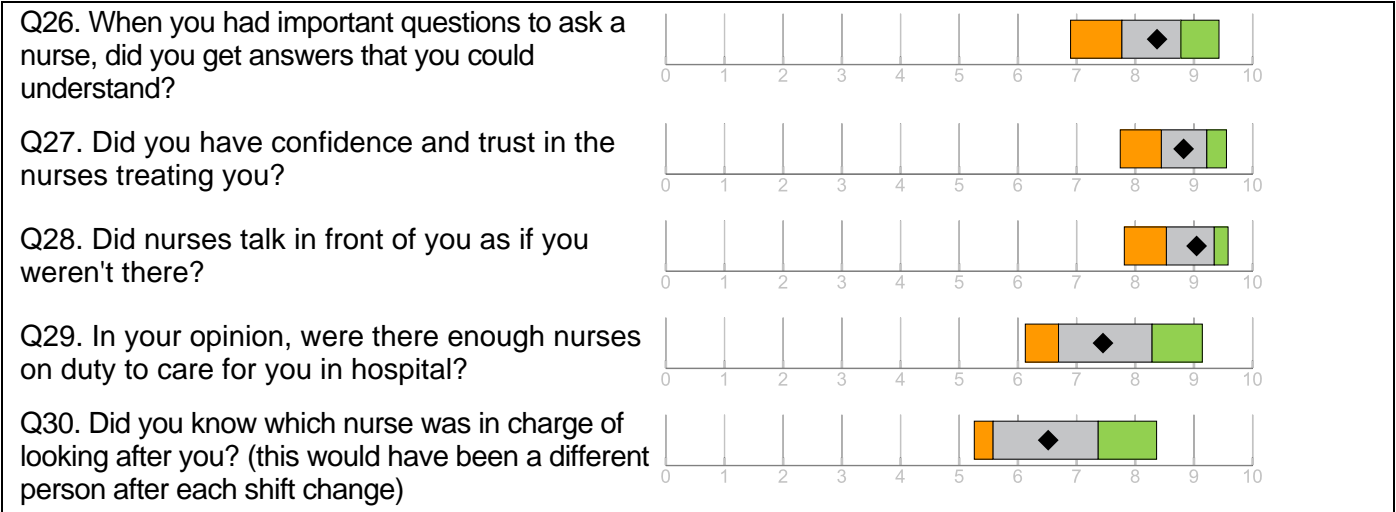 Q26. When you had important questions to ask a
nurse, did you get answers that you could
understand?
0 1 2 3 4 5 6 7 8 9 10
Q27. Did you have confidence and trust in the
nurses treating you?
0 1 2 3 4 5 6 7 8 9 10
Q28. Did nurses talk in front of you as if you
weren't there?
0 1 2 3 4 5 6 7 8 9 10
Q29. In your opinion, were there enough nurses
on duty to care for you in hospital?
0 1 2 3 4 5 6 7 8 9 10
Q30. Did you know which nurse was in charge of
looking after you? (this would have been a different
person after each shift change)
0 1 2 3 4 5 6 7 8 9 10